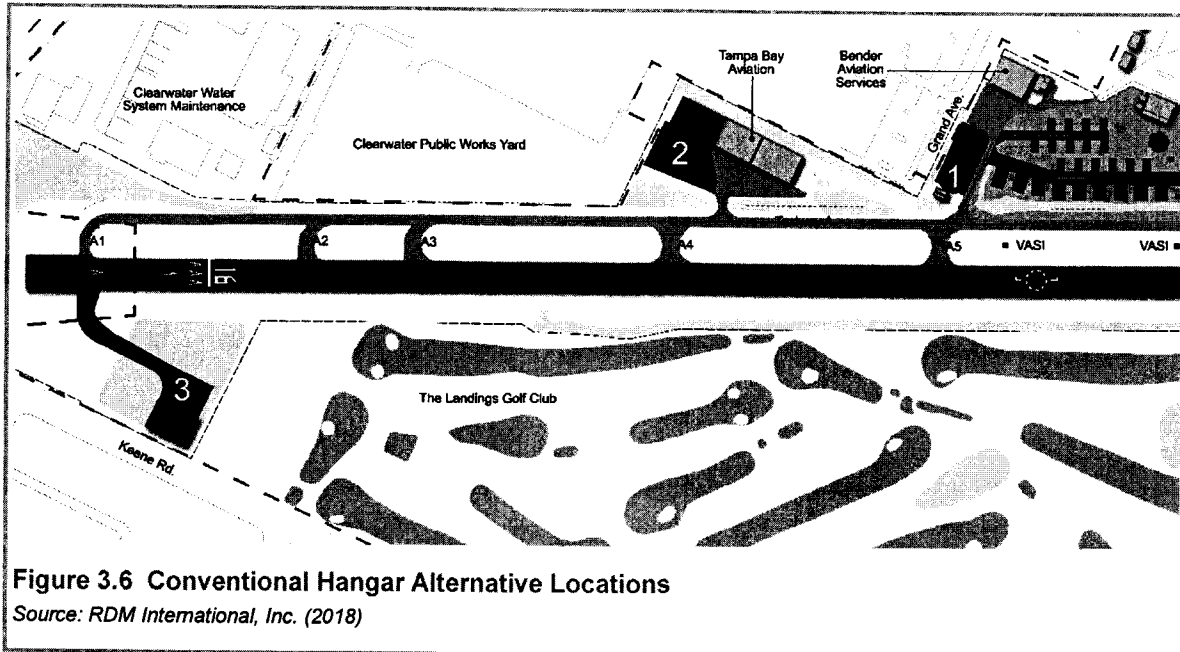 Clearwater Water
System Maintenance
Clearwater Public Works Yard
Tampa Bay
Aviation
Bender
Aviation
Services
Grand Ave.
2
1
A1
A2
A3
A4
A5
VASI
VASI
16
3
The Landings Golf Club
Keene Rd.
Figure 3.6 Conventional Hangar Alternative Locations
Source: RDM International, Inc. (2018)